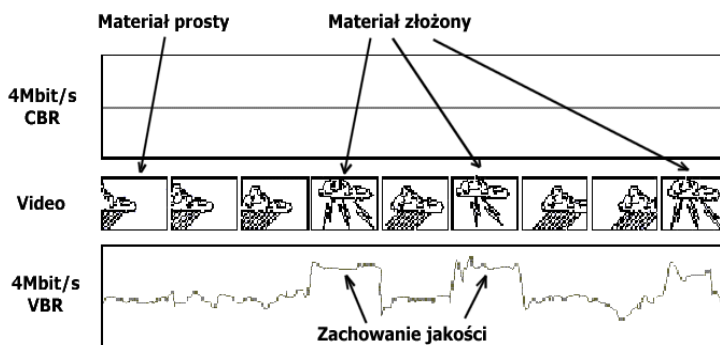 Materiał prosty
Materiał złożony
4Mbit/s
CBR
Video
4Mbit/s
VBR
Zachowanie jakości